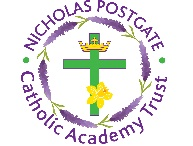 • NICHOLAS POSTGATE •
Catholic Academy Trust